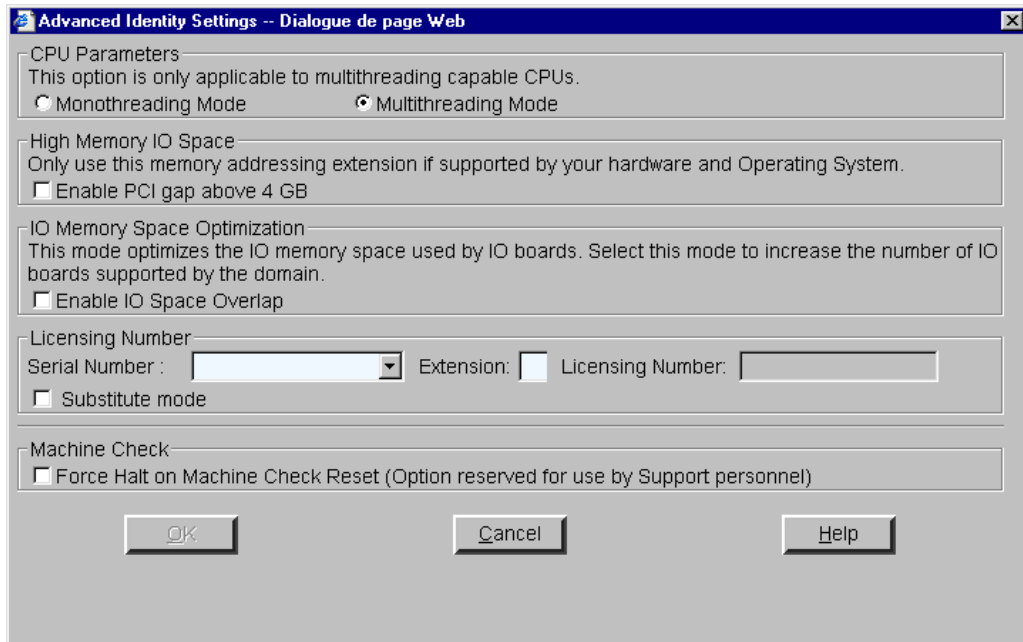 Advanced Identity Settings -- Dialogue de page Web
CPU Parameters
This option is only applicable to multithreading capable CPUs.
Monothreading Mode Multithreading Mode
High Memory IO Space
Only use this memory addressing extension if supported by your hardware and Operating System.
Enable PCI gap above 4 GB
IO Memory Space Optimization
This mode optimizes the IO memory space used by IO boards. Select this mode to increase the number of IO
boards supported by the domain.
Enable IO Space Overlap
Licensing Number
Serial Number : Extension: Licensing Number:
Substitute mode
Machine Check
Force Halt on Machine Check Reset (Option reserved for use by Support personnel)
OK Cancel Help